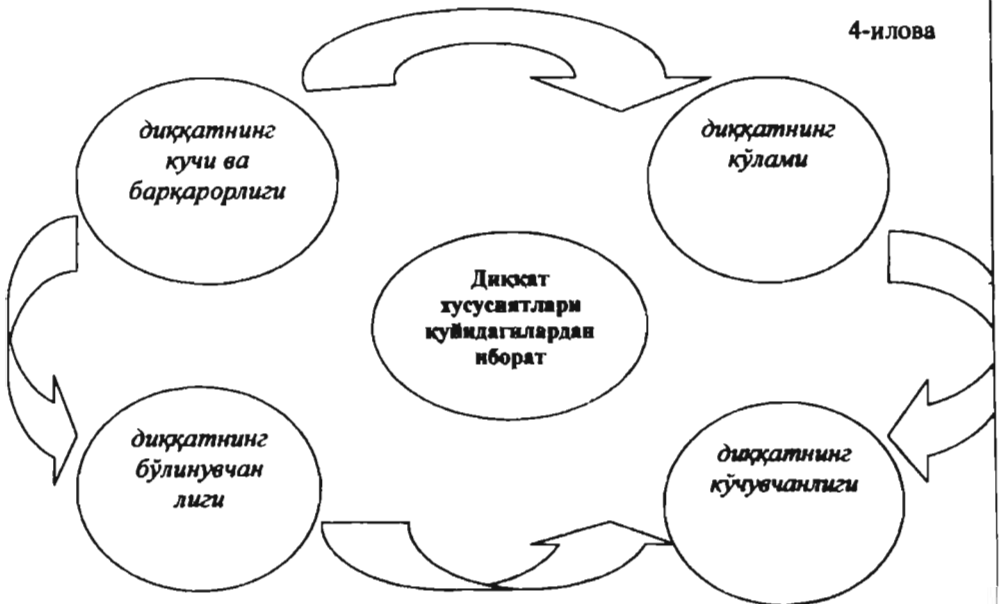 4-илова
диққатнинг
кучи ва
барқарорлиги
диққатнинг
кўлами
Диққат
хусусиятлари
қуйидагилардан
иборат
диққатнинг
бўлинувчан
лиги
диққатнинг
кўчувчанлиги